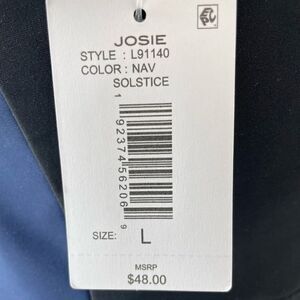 JOSIE
STYLE : L91140
COLOR : NAV
SOLSTICE
1 92374 56206 9
SIZE: L
MSRP
$48.00